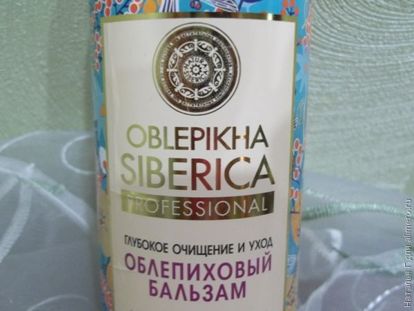 OBLEPIKHA
SIBERICA
PROFESSIONAL
ГЛУБОКОЕ ОЧИЩЕНИЕ И УХОД
ОБЛЕПИХОВЫЙ
БАЛЬЗАМ